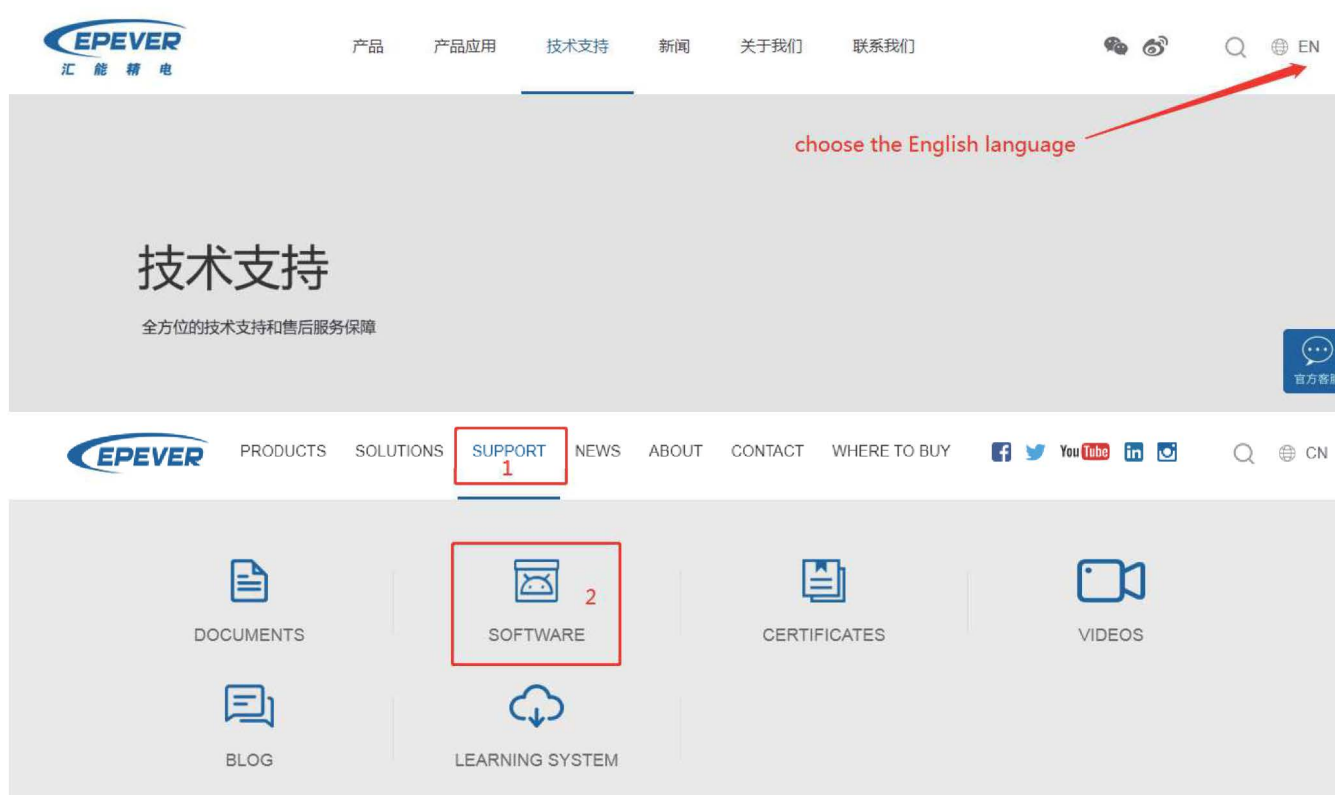 EPEVER
汇能精电
产品 产品应用 技术支持 新闻 关于我们 联系我们 EN
choose the English language
技术支持
全方位的技术支持和售后服务保障
官方客服
EPEVER PRODUCTS SOLUTIONS SUPPORT NEWS ABOUT CONTACT WHERE TO BUY You Tube in CN
1
2
DOCUMENTS SOFTWARE CERTIFICATES VIDEOS
BLOG LEARNING SYSTEM